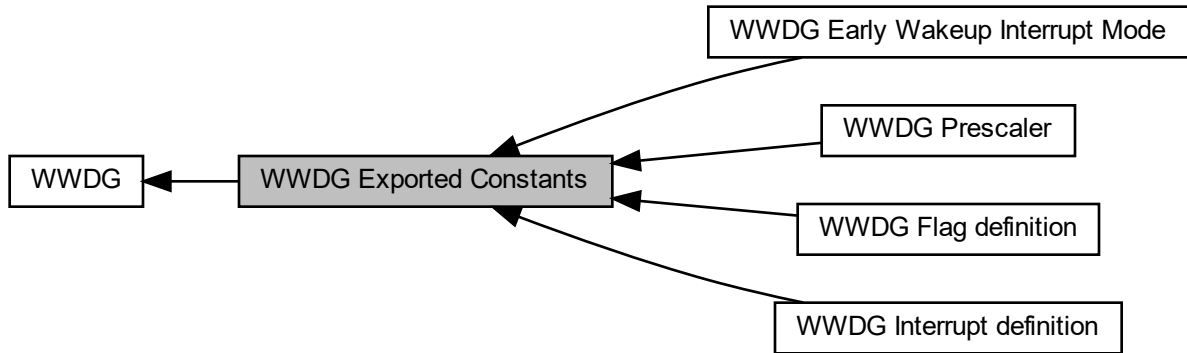 WWDG Early Wakeup Interrupt Mode
WWDG Prescaler
WWDG
WWDG Exported Constants
WWDG Flag definition
WWDG Interrupt definition